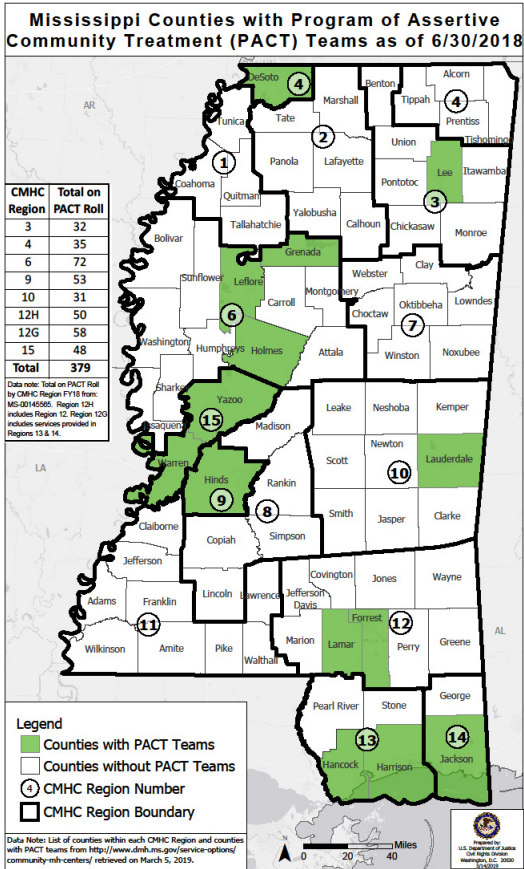 Mississippi Counties with Program of Assertive
Community Treatment (PACT) Teams as of 6/30/2018
DeSoto
4
Benton
Alcorn
AR
Marshall
Tippah
4
Tunica
Tate
Prentiss
2
Tishomingo
Union
1
Panola
Lafayette
Lee
Itawamba
Pontotoc
Coahoma
Quitman
3
Yalobusha
Calhoun
Chickasaw
Tallahatchie
Monroe
Bolivar
Grenada
Clay
Webster
Sunflower
Leflore
Montgomery
Carroll
Choctaw
Oktibbeha
Lowndes
6
7
Washington
Humphreys
Holmes
Attala
Winston
Noxubee
CMHC Region | Total on PACT Roll
3 32
4 35
6 72
9 53
10 31
12H 50
12G 58
15 48
Total 379
Data note: Total on PACT Roll
by CMHC Region FY18 from:
MS-00145565. Region 12H
includes Region 12. Region 12G
includes services provided in
Regions 13 & 14.
Sharkey
Yazoo
Issaquena
15
Madison
Leake
Neshoba
Kemper
Newton
LA
Warren
Hinds
Scott
10
Lauderdale
9
Rankin
8
Smith
Jasper
Clarke
Claiborne
Copiah
Simpson
Jefferson
Covington
Jones
Wayne
Adams
Franklin
Lincoln
Lawrence
Jefferson
Davis
11
Forrest
12
AL
Wilkinson
Amite
Pike
Walthall
Marion
Lamar
Perry
Greene
Pearl River
Stone
George
13
14
Hancock
Harrison
Jackson
Legend
Counties with PACT Teams
Counties without PACT Teams
4 CMHC Region Number
CMHC Region Boundary
Data Note: List of counties within each CMHC Region and counties
with PACT teams from http://www.dmh.ms.gov/service-options/
community-mh-centers/ retrieved on March 5, 2019.
N
Miles
0 20 40
Prepared by:
U.S. Department of Justice
Civil Rights Division
Washington, D.C. 20530
3/14/2019